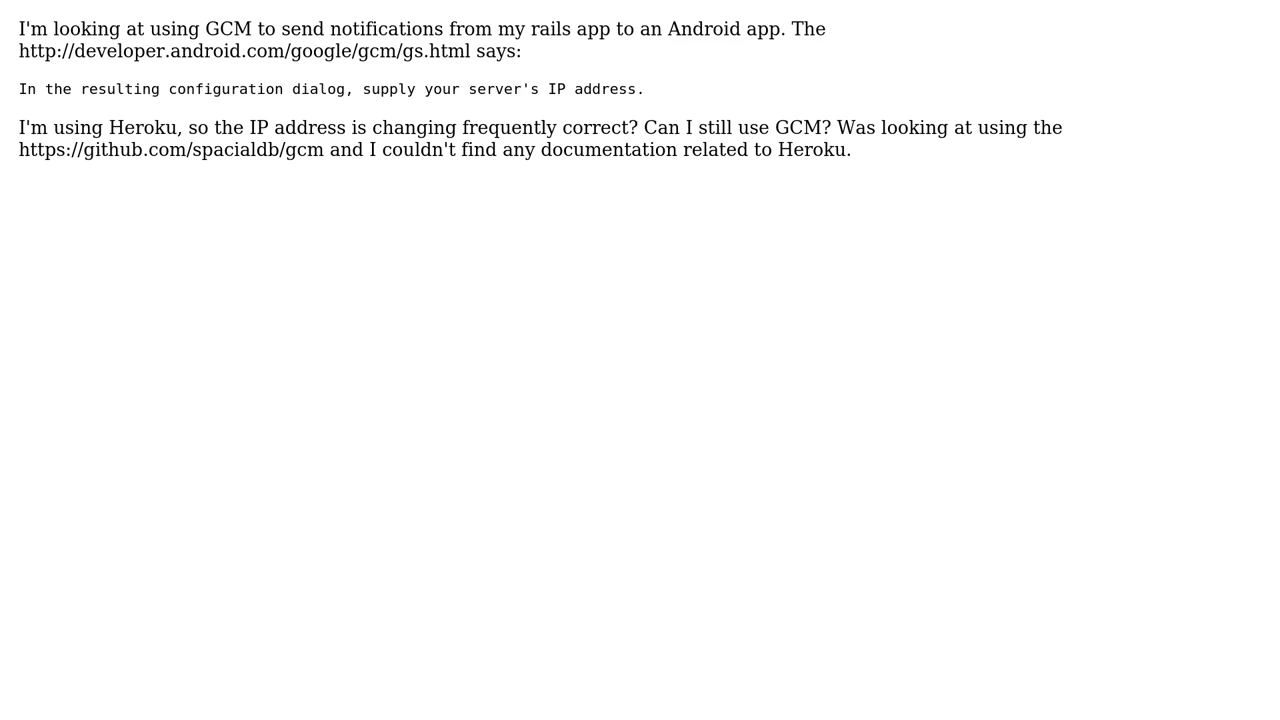 I'm looking at using GCM to send notifications from my rails app to an Android app. The
http://developer.android.com/google/gcm/gs.html says:
In the resulting configuration dialog, supply your server's IP address.
I'm using Heroku, so the IP address is changing frequently correct? Can I still use GCM? Was looking at using the
https://github.com/spacialdb/gcm and I couldn't find any documentation related to Heroku.